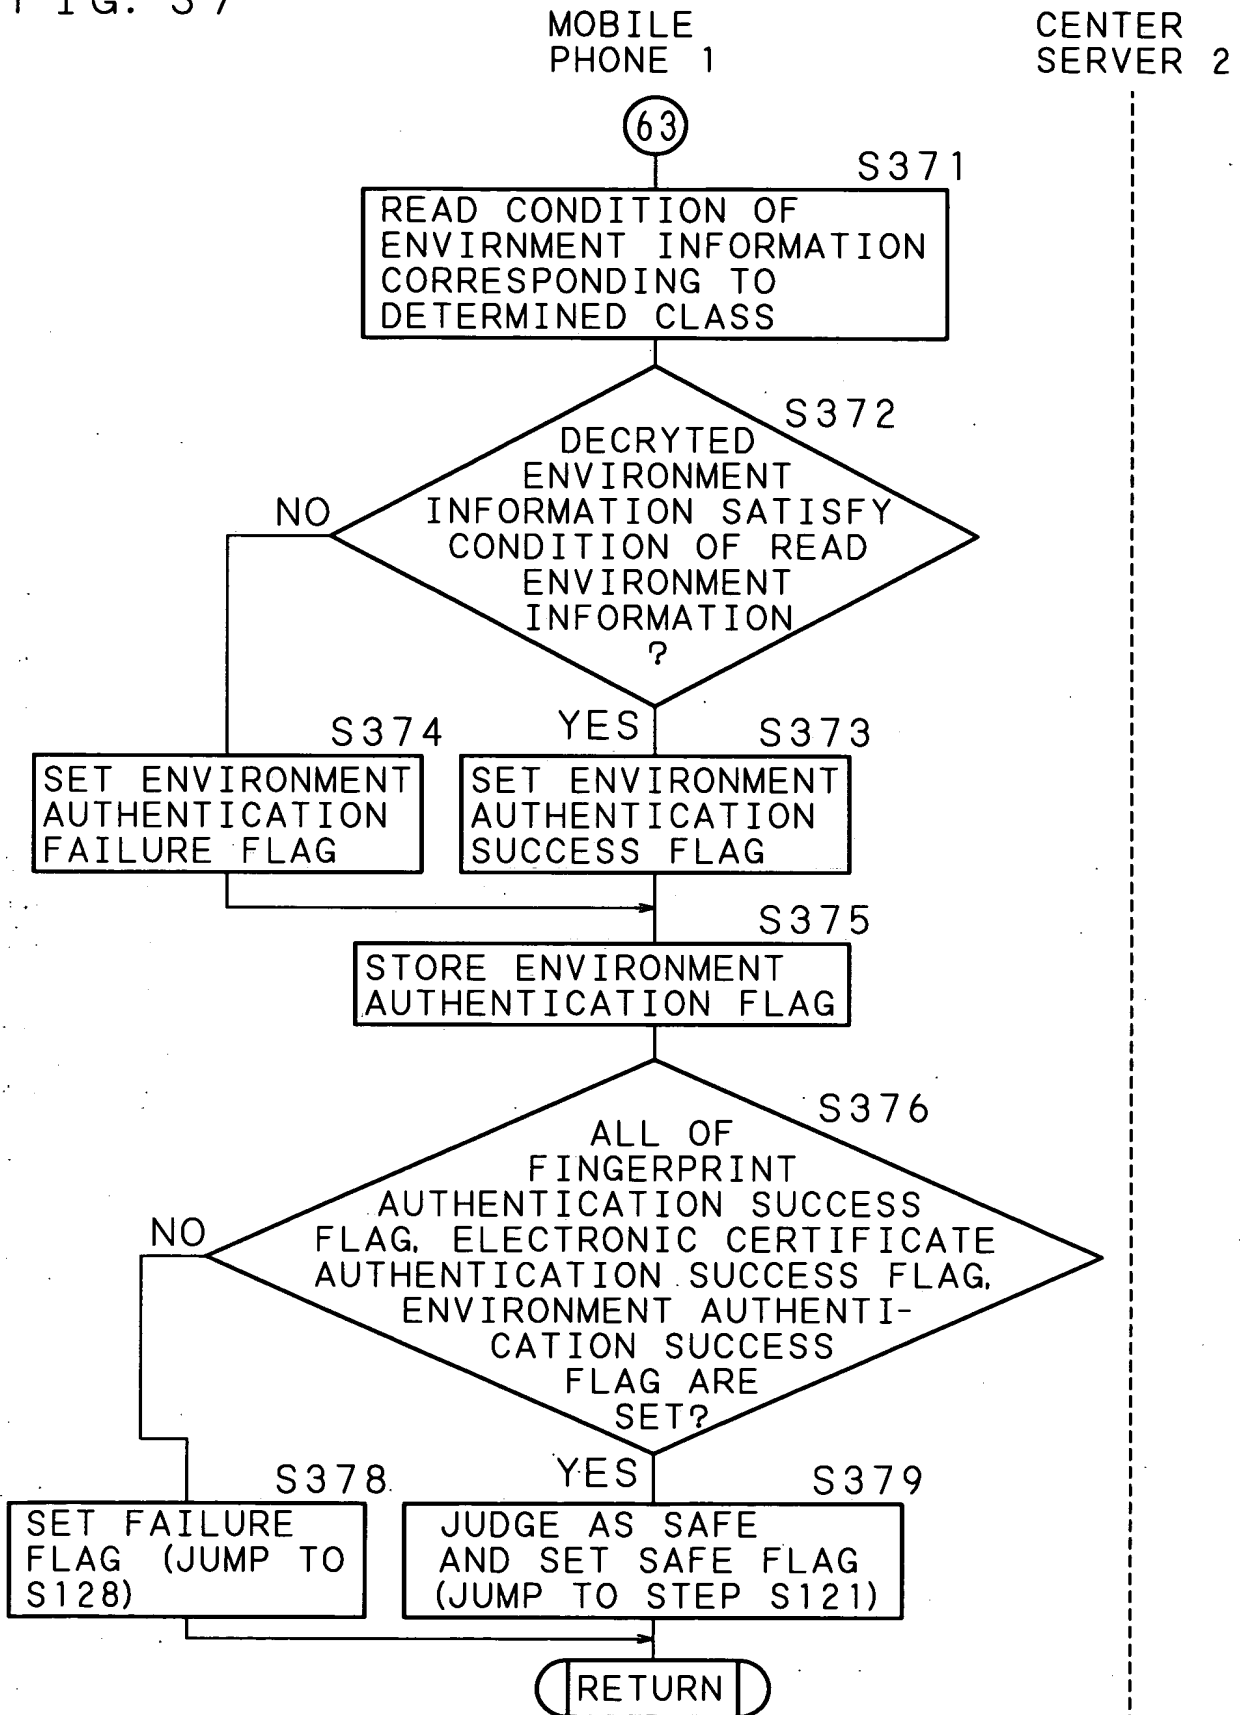 FIG. 37
MOBILE
PHONE 1
CENTER
SERVER 2
63
S371
READ CONDITION OF
ENVIRNMENT INFORMATION
CORRESPONDING TO
DETERMINED CLASS
S372
DECRYTED
ENVIRONMENT
INFORMATION SATISFY
CONDITION OF READ
ENVIRONMENT
INFORMATION
?
NO
YES
S374
SET ENVIRONMENT
AUTHENTICATION
FAILURE FLAG
S373
SET ENVIRONMENT
AUTHENTICATION
SUCCESS FLAG
S375
STORE ENVIRONMENT
AUTHENTICATION FLAG
S376
ALL OF
FINGERPRINT
AUTHENTICATION SUCCESS
FLAG, ELECTRONIC CERTIFICATE
AUTHENTICATION SUCCESS FLAG,
ENVIRONMENT AUTHENTI-
CATION SUCCESS
FLAG ARE
SET?
NO
YES
S378
SET FAILURE
FLAG (JUMP TO
S128)
S379
JUDGE AS SAFE
AND SET SAFE FLAG
(JUMP TO STEP S121)
RETURN